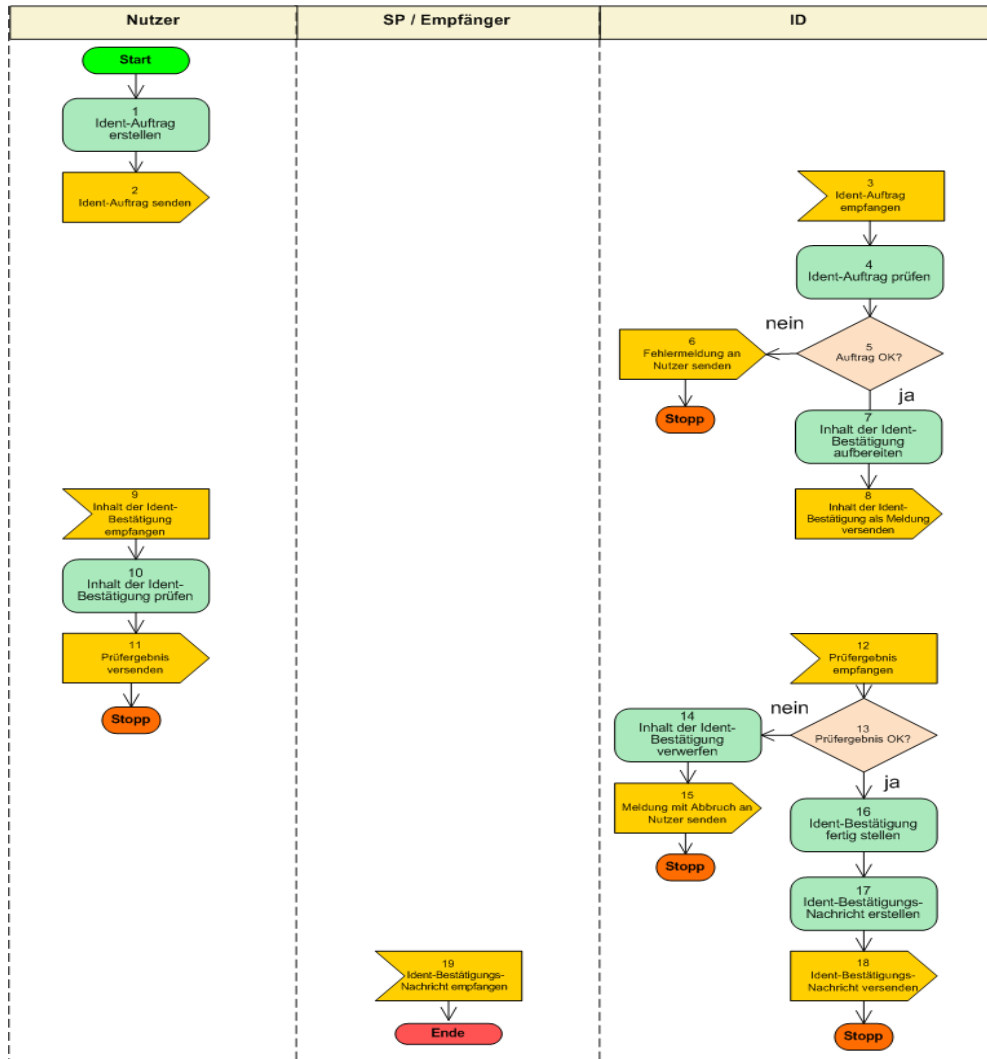 Nutzer
SP / Empfänger
ID
Start
1
Ident-Auftrag
erstellen
2
Ident-Auftrag senden
3
Ident-Auftrag
empfangen
4
Ident-Auftrag prüfen
5
Auftrag OK?
nein
6
Fehlermeldung an
Nutzer senden
Stopp
ja
7
Inhalt der Ident-
Bestätigung
aufbereiten
8
Inhalt der Ident-
Bestätigung als Meldung
versenden
9
Inhalt der Ident-
Bestätigung
empfangen
10
Inhalt der Ident-
Bestätigung prüfen
11
Prüfergebnis
versenden
Stopp
12
Prüfergebnis
empfangen
13
Prüfergebnis OK?
nein
14
Inhalt der Ident-
Bestätigung
verwerfen
15
Meldung mit Abbruch an
Nutzer senden
Stopp
ja
16
Ident-Bestätigung
fertig stellen
17
Ident-Bestätigungs-
Nachricht erstellen
18
Ident-Bestätigungs-
Nachricht versenden
Stopp
19
Ident-Bestätigungs-
Nachricht empfangen
Ende